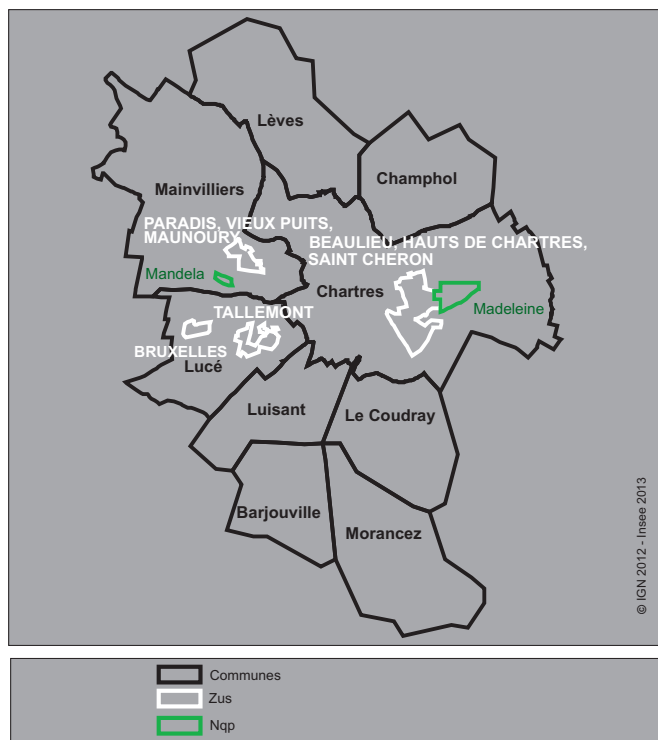 Lèves
Champhol
Mainvilliers
PARADIS, VIEUX PUITS,
MAUNOURY
BEAULIEU, HAUTS DE CHARTRES,
SAINT CHERON
Mandela
Chartres
Madeleine
TALLEMONT
BRUXELLES
Lucé
Luisant
Le Coudray
Barjouville
Morancez
© IGN 2012 - Insee 2013
Communes
Zus
Nqp